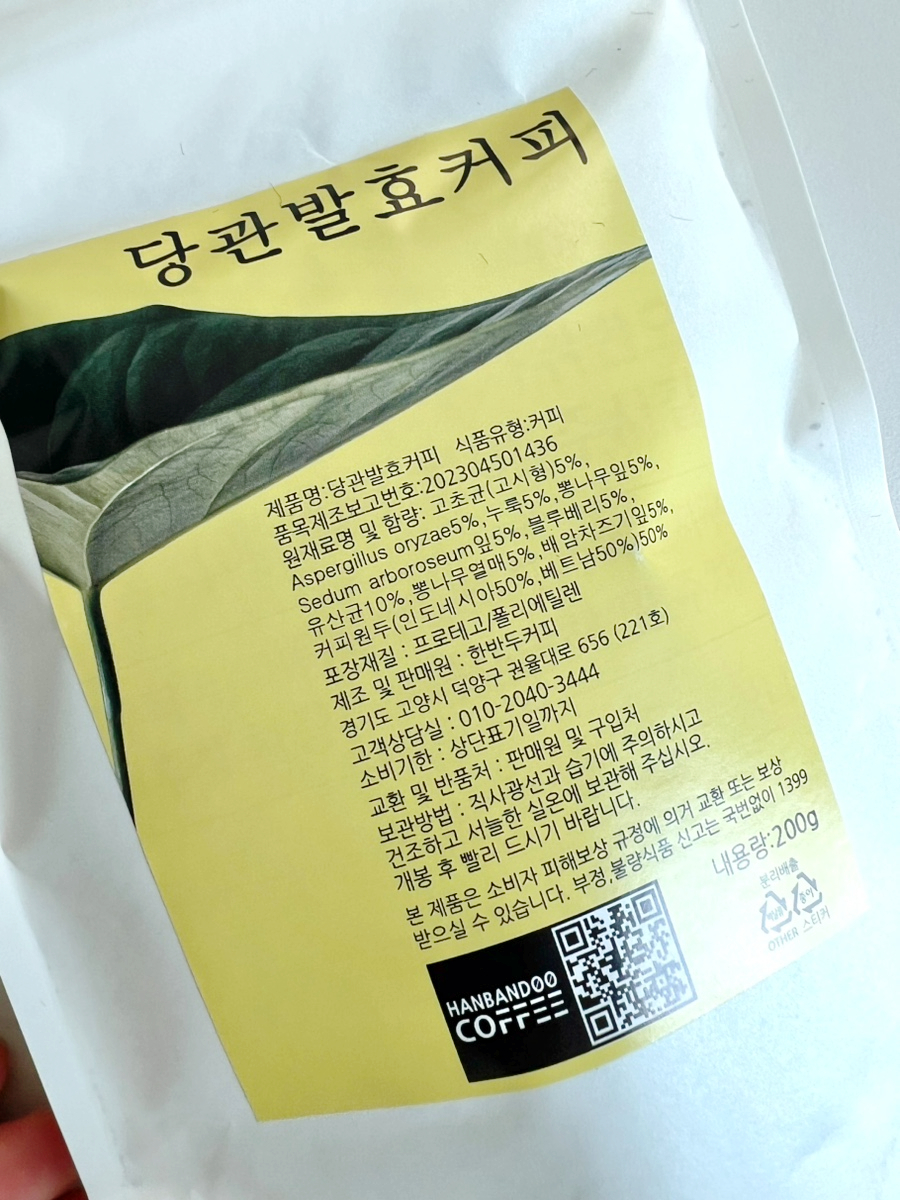 당관발효커피
제품명:당관발효커피 식품유형:커피
품목제조보고번호:202304501436
원재료명 및 함량: 고초균(고시형)5%,
Aspergillus oryzae5%,누룩5%,뽕나무잎5%,
Sedum arboroseum잎5%,블루베리5%,
유산균10%,뽕나무열매5%,배암차즈기잎5%,
커피원두(인도네시아50%,베트남50%)50%
포장재질 : 프로테고/폴리에틸렌
제조 및 판매원 : 한반두커피
경기도 고양시 덕양구 권율대로 656 (221호)
고객상담실 : 010-2040-3444
소비기한 : 상단표기일까지
교환 및 반품처 : 판매원 및 구입처
보관방법 : 직사광선과 습기에 주의하시고
건조하고 서늘한 실온에 보관해 주십시오.
개봉 후 빨리 드시기 바랍니다.
본 제품은 소비자 피해보상 규정에 의거 교환 또는 보상
받으실 수 있습니다. 부정,불량식품 신고는 국번없이 1399
내용량:200g
분리배출
종이
OTHER 스티커
HANBANDOO
COFFEE